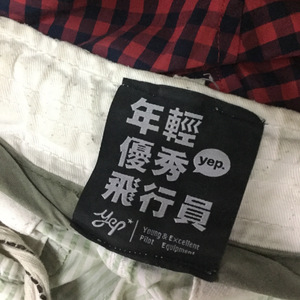 年輕
優秀 yep.
飛行員
yep Young & Excellent
Pilot Equipment